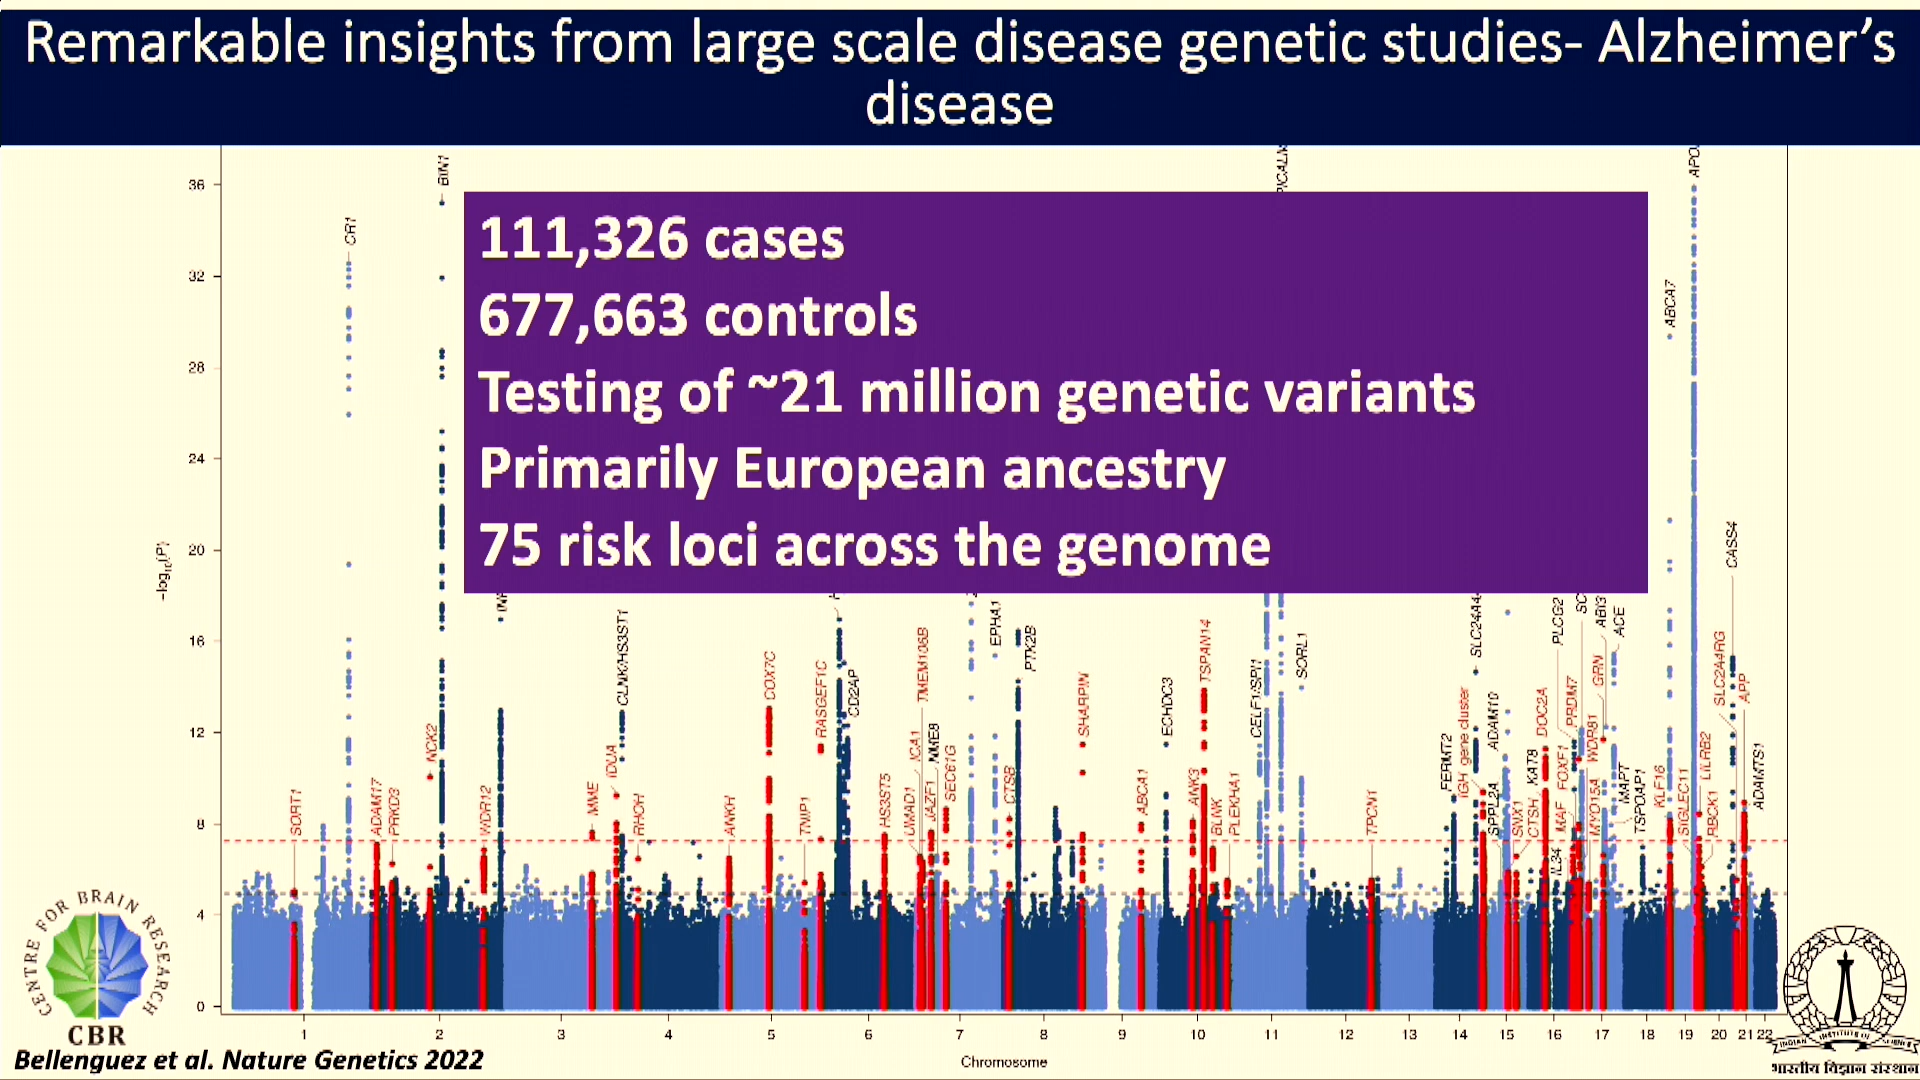 Remarkable insights from large scale disease genetic studies- Alzheimer's
disease
111,326 cases
677,663 controls
Testing of ~21 million genetic variants
Primarily European ancestry
75 risk loci across the genome
−log10(P)
36
32
28
24
20
16
12
8
4
0
CR1
BIN1
ABCA7
CASS4
CLNK/HS3ST1
COX7C
RASGEF1C
CD2AP
TMEM106B
EPHA1
PTK2B
SHARPIN
ECHDC3
TSPAN14
CELF1/SPI1
SORL1
PLCG2
ABI3
ACE
GRN
SORT1
ADAM17
PRKD3
NCK2
WDR12
MME
IDUA
RHOH
ANKH
TNIP1
HS3ST5
UMAD1
ICA1
NME8
JAZF1
SEC61G
CTSB
ABCA1
ANK3
BLNK
PLEKHA1
TPCN1
FERMT2
IGH gene cluster
ADAM10
SPPL2A
SNX1
CTSH
KAT8
DOC2A
IL34
MAF
FOXF1
PRDM7
WDR81
MYO15A
MAPT
TSPOAP1
KLF16
SIGLEC11
LILRB2
RBCK1
SLC2A4RG
APP
ADAMTS1
1 2 3 4 5 6 7 8 9 10 11 12 13 14 15 16 17 18 19 20 21 22
Chromosome
CENTRE FOR BRAIN RESEARCH
CBR
Bellenguez et al. Nature Genetics 2022
INDIAN INSTITUTE OF SCIENCE
भारतीय विज्ञान संस्थान